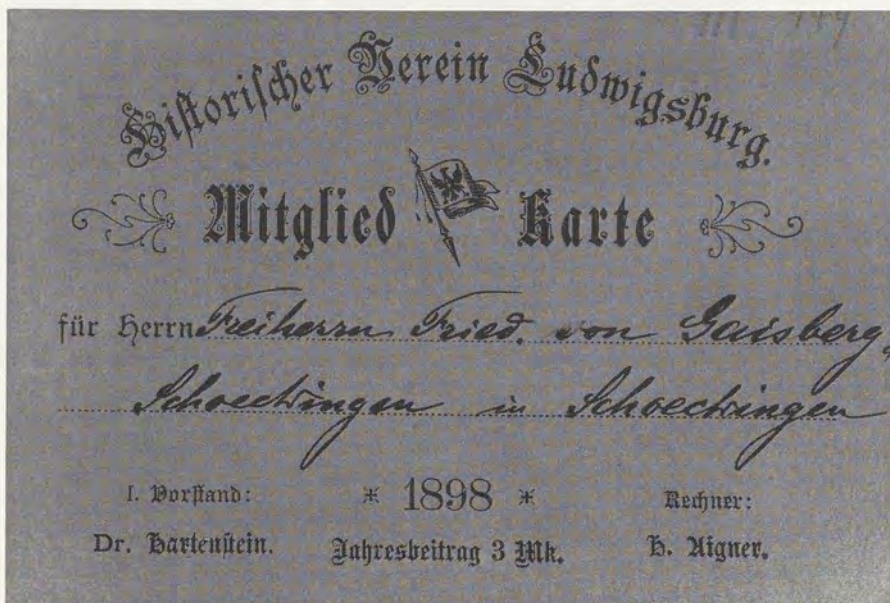 Historischer Verein Ludwigsburg.
Mitglied Karte
für Herrn Freiherrn Fried. von Gaisberg,
Schoeckingen in Schoeckingen
I. Vorstand: * 1898 * Rechner:
Dr. Hartenstein. Jahresbeitrag 3 Mk. H. Aigner.